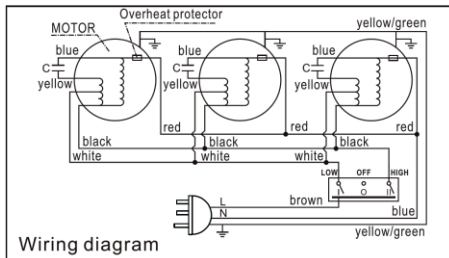 Overheat protector
MOTOR
yellow/green
blue blue blue
C C C
yellow yellow yellow
red red red
black black black
white white white
LOW OFF HIGH
I O II
brown
L
N
blue
yellow/green
Wiring diagram